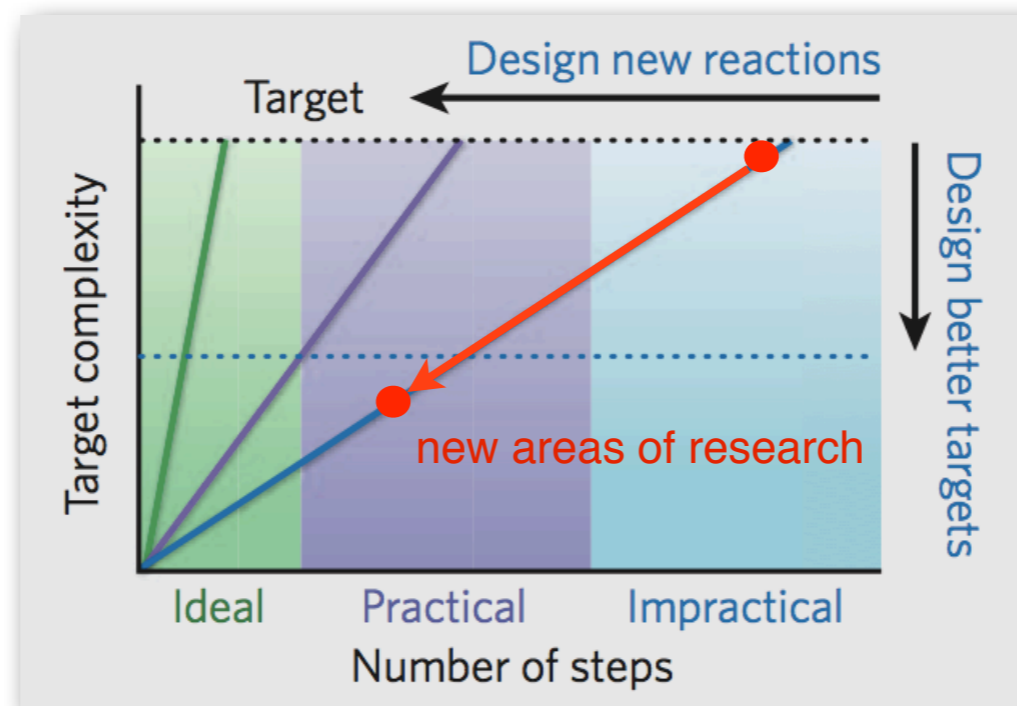 Design new reactions
Target
Design better targets
Target complexity
new areas of research
Ideal
Practical
Impractical
Number of steps